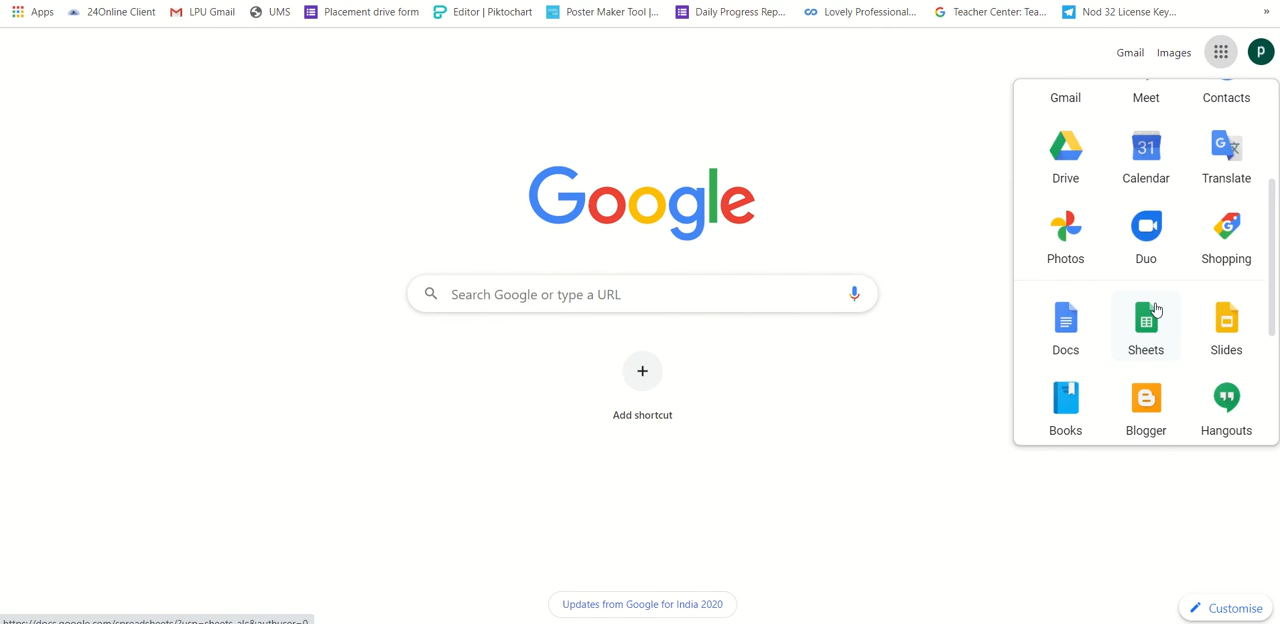 Apps 24Online Client LPU Gmail UMS Placement drive form Editor | Piktochart Poster Maker Tool |... Daily Progress Rep... Lovely Professional... Teacher Center: Tea... Nod 32 License Key... »
Gmail Images p
Google
Search Google or type a URL
Add shortcut
Gmail Meet Contacts
31 G
Drive Calendar Translate
Photos Duo Shopping
Docs Sheets Slides
Books Blogger Hangouts
Updates from Google for India 2020
Customise